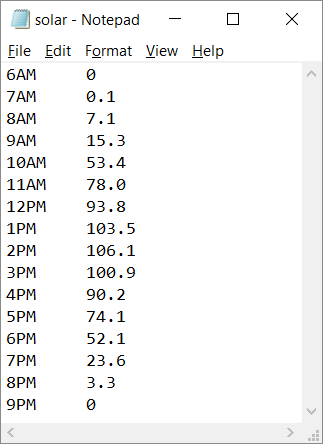 solar - Notepad
File Edit Format View Help
6AM 0
7AM 0.1
8AM 7.1
9AM 15.3
10AM 53.4
11AM 78.0
12PM 93.8
1PM 103.5
2PM 106.1
3PM 100.9
4PM 90.2
5PM 74.1
6PM 52.1
7PM 23.6
8PM 3.3
9PM 0